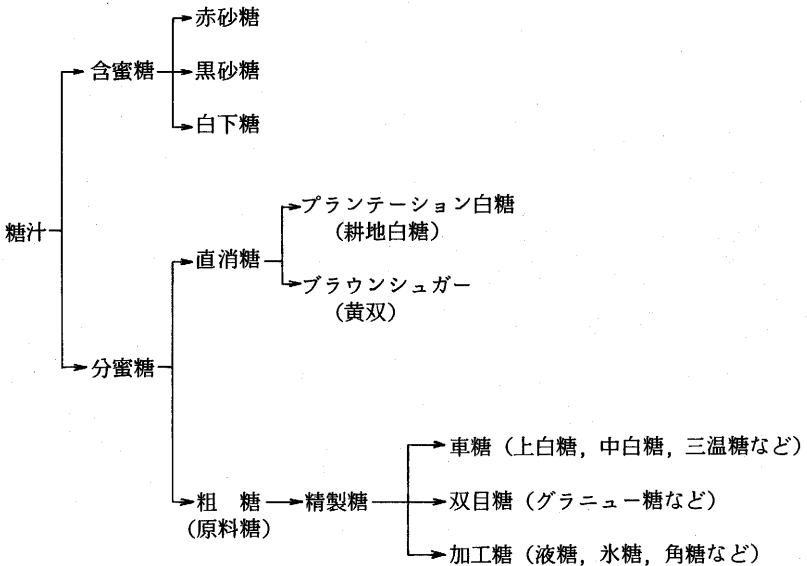 赤砂糖
含蜜糖
黒砂糖
白下糖
糖汁
プランテーション白糖
(耕地白糖)
直消糖
ブラウンシュガー
(黄双)
分蜜糖
車糖(上白糖,中白糖,三温糖など)
粗 糖
(原料糖)
精製糖
双目糖(グラニュー糖など)
加工糖(液糖,氷糖,角糖など)